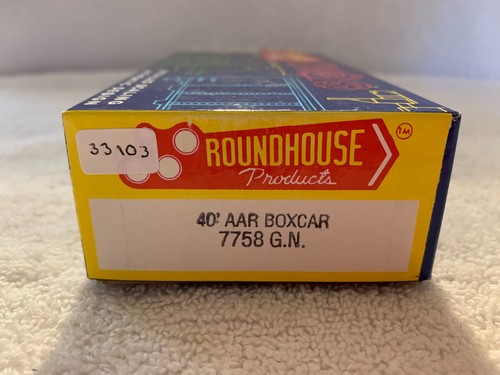 33103
ROUNDHOUSE
TM
Products
40' AAR BOXCAR
7758 G.N.